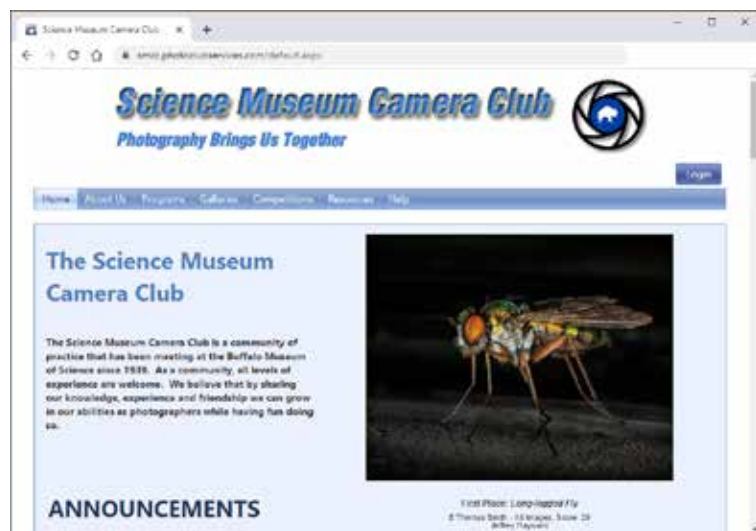 Science Museum Camera Club
Science Museum Camera Club
Photography Brings Us Together
Login
Home About Us Programs Galleries Competitions Resources Help
The Science Museum
Camera Club
The Science Museum Camera Club is a community of
practice that has been meeting at the Buffalo Museum
of Science since 1939. As a community, all levels of
experience are welcome. We believe that by sharing
our knowledge, experience and friendship we can grow
in our abilities as photographers while having fun doing
so.
First Place: Long-legged Fly
ANNOUNCEMENTS